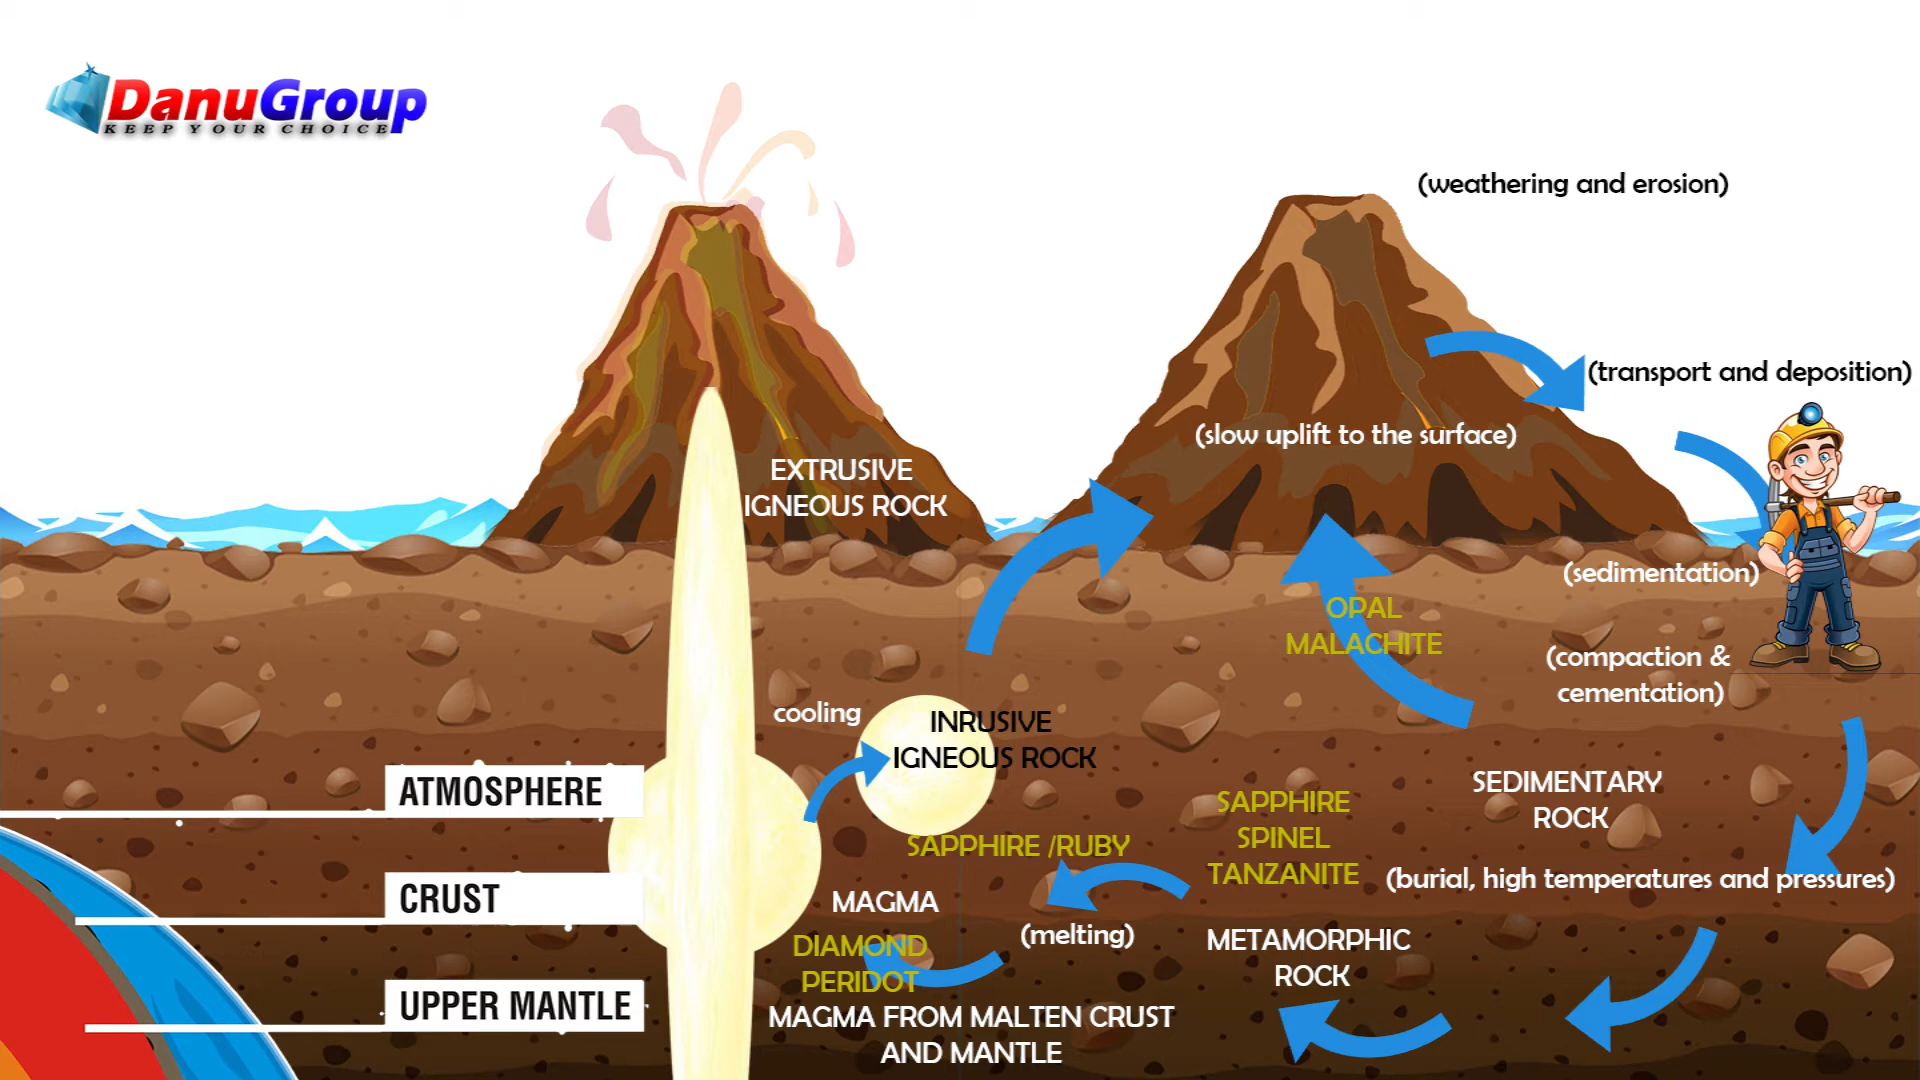 DanuGroup
KEEP YOUR CHOICE
(weathering and erosion)
(transport and deposition)
(slow uplift to the surface)
EXTRUSIVE
IGNEOUS ROCK
(sedimentation)
OPAL
MALACHITE
(compaction &
cementation)
cooling
INRUSIVE
IGNEOUS ROCK
ATMOSPHERE
SEDIMENTARY
ROCK
SAPPHIRE
SPINEL
TANZANITE
SAPPHIRE /RUBY
(burial, high temperatures and pressures)
CRUST
MAGMA
(melting)
METAMORPHIC
ROCK
DIAMOND
PERIDOT
UPPER MANTLE
MAGMA FROM MALTEN CRUST
AND MANTLE